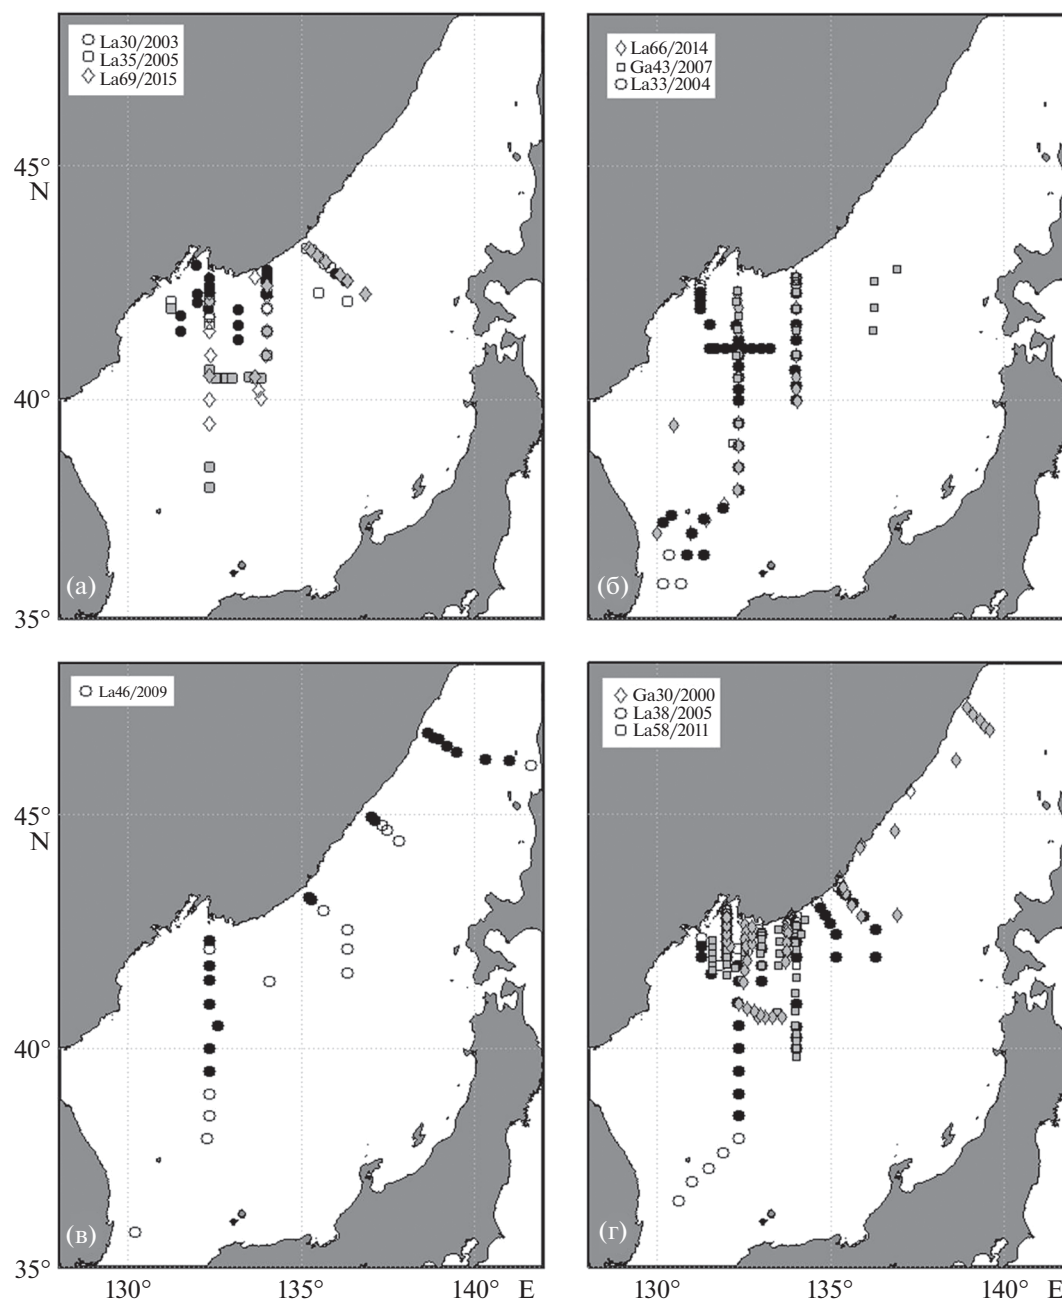 La30/2003
La35/2005
La69/2015
La66/2014
Ga43/2007
La33/2004
45°
N
40°
35°
(а)
(б)
La46/2009
Ga30/2000
La38/2005
La58/2011
45°
N
40°
35°
(в)
(г)
130° 135° 140° E
130° 135° 140° E